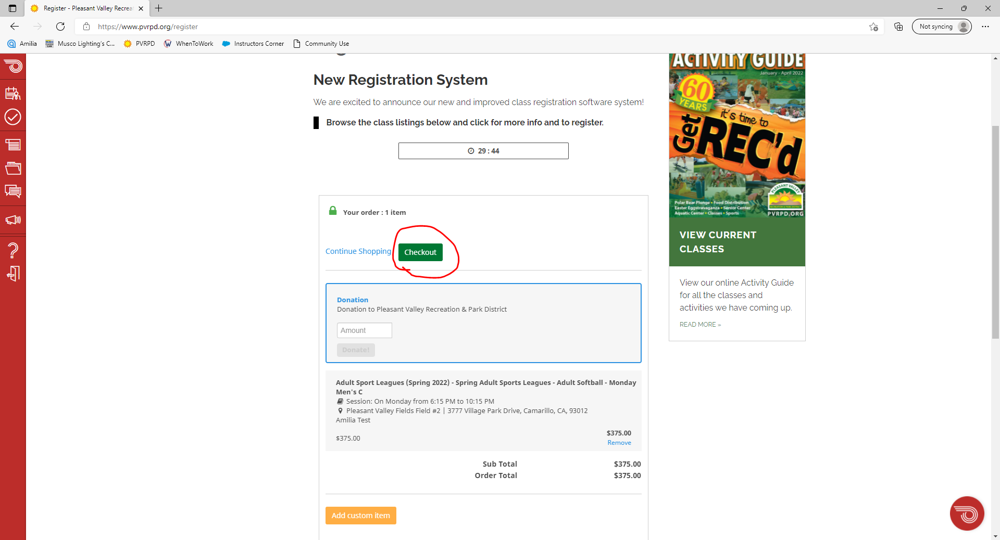 Register - Pleasant Valley Recrea
https://www.pvrpd.org/register
Not syncing
Amilia
Musco Lighting's C...
PVRPD
WhenToWork
Instructors Corner
Community Use
New Registration System
We are excited to announce our new and improved class registration software system!
Browse the class listings below and click for more info and to register.
29 : 44
Your order : 1 item
Continue Shopping
Checkout
Donation
Donation to Pleasant Valley Recreation & Park District
Amount
Donate!
Adult Sport Leagues (Spring 2022) - Spring Adult Sports Leagues - Adult Softball - Monday
Men's C
Session: On Monday from 6:15 PM to 10:15 PM
Pleasant Valley Fields Field #2 | 3777 Village Park Drive, Camarillo, CA, 93012
Amilia Test
$375.00
$375.00
Remove
Sub Total $375.00
Order Total $375.00
Add custom item
ACTIVITY GUIDE
January - April 2022
60
YEARS
it's time to
Get
REC'd
PLEASANT VALLEY
RECREATION & PARK DISTRICT
Polar Bear Plunge • Food Distribution
Easter Eggstravaganza • Senior Center
Aquatic Center • Classes • Sports
PVRPD.ORG
VIEW CURRENT
CLASSES
View our online Activity Guide
for all the classes and
activities we have coming up.
READ MORE »